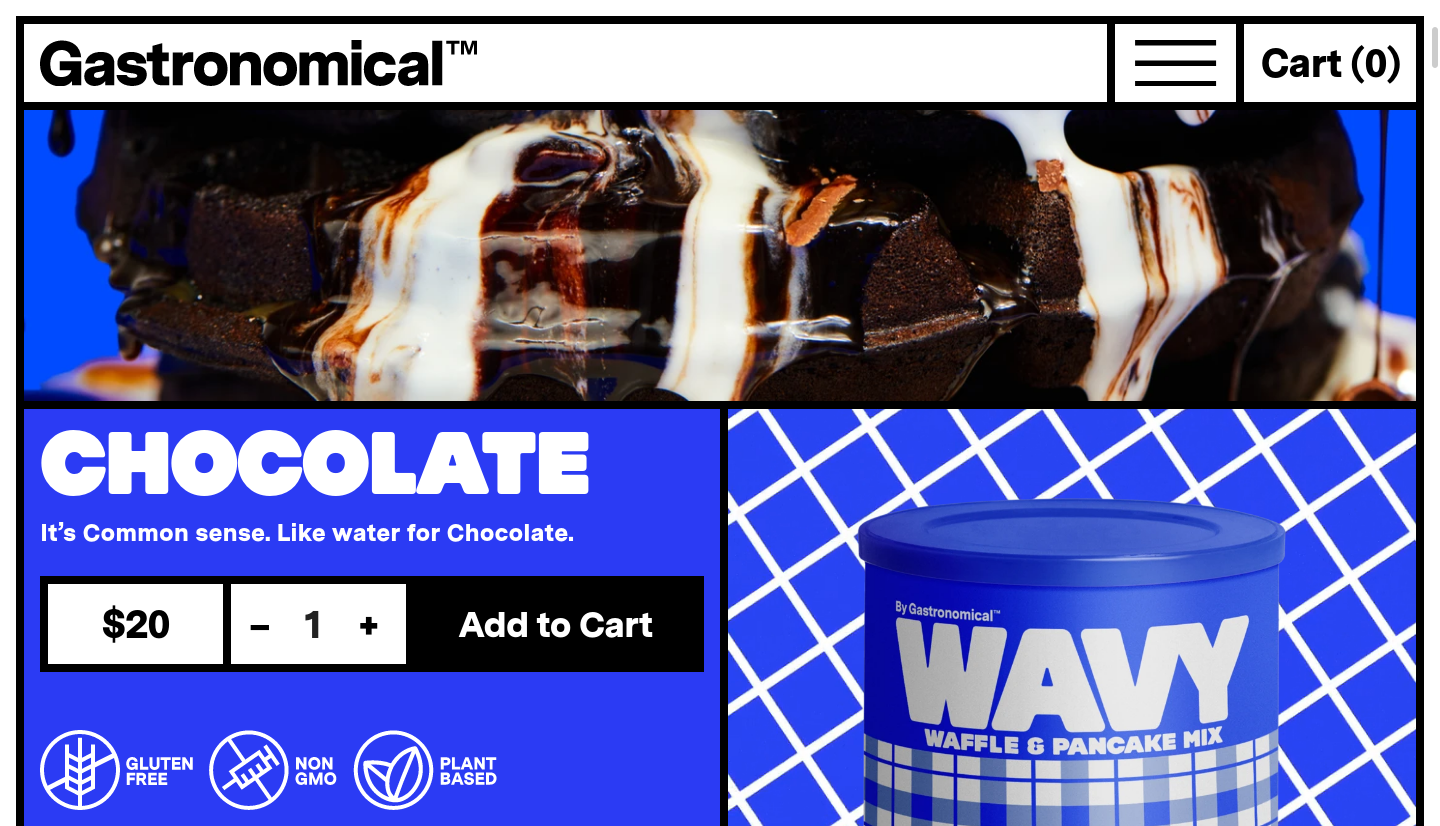 Gastronomical™
Cart (0)
CHOCOLATE
It’s Common sense. Like water for Chocolate.
$20
– 1 +
Add to Cart
GLUTEN
FREE
NON
GMO
PLANT
BASED
By Gastronomical™
WAVY
WAFFLE & PANCAKE MIX